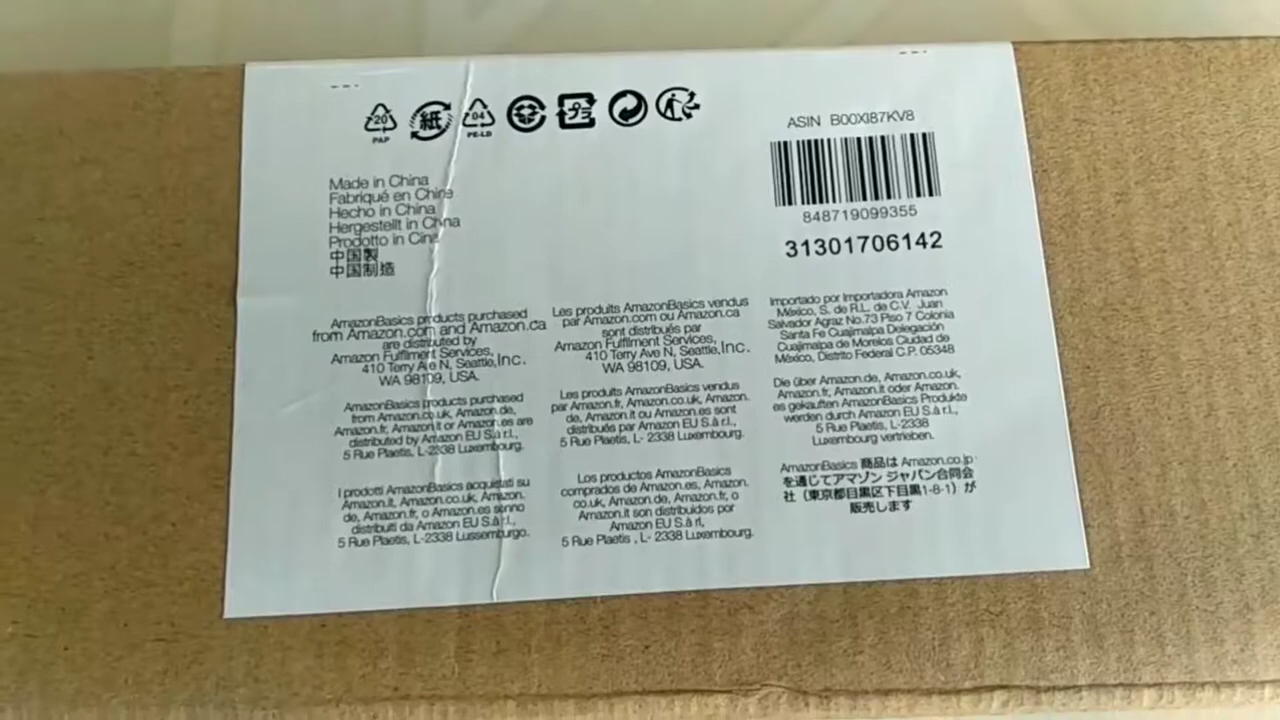 20
PAP
紙
04
PE-LD
プラ
ASIN B00XI87KV8
848719099355
31301706142
Made in China
Fabriqué en Chine
Hecho in China
Hergestellt in China
Prodotto in Cina
中国製
中国制造
AmazonBasics products purchased
from Amazon.com and Amazon.ca
are distributed by
Amazon Fulfilment Services,
410 Terry Ave N, Seattle,Inc.
WA 98109, USA.
AmazonBasics products purchased
from Amazon.co.uk, Amazon.de,
Amazon.fr, Amazon.it or Amazon.es are
distributed by Amazon EU S.à r.l.,
5 Rue Plaetis, L-2338 Luxembourg.
I prodotti AmazonBasics acquistati su
Amazon.it, Amazon.co.uk, Amazon.
de, Amazon.fr, o Amazon.es sonno
distribuiti da Amazon EU S.à r.l.,
5 Rue Plaetis, L-2338 Lussemburgo.
Les produits AmazonBasics vendus
par Amazon.com ou Amazon.ca
sont distribués par
Amazon Fulfilment Services,
410 Terry Ave N, Seattle,Inc.
WA 98109, USA.
Les produits AmazonBasics vendus
par Amazon.fr, Amazon.co.uk, Amazon.
de, Amazon.it ou Amazon.es sont
distribués par Amazon EU S.à r.l.,
5 Rue Plaetis, L- 2338 Luxembourg.
Los productos AmazonBasics
comprados de Amazon.es, Amazon.
co.uk, Amazon.de, Amazon.fr, o
Amazon.it son distribuidos por
Amazon EU S.à rl,
5 Rue Plaetis , L- 2338 Luxembourg.
Importado por Importadora Amazon
México, S. de R.L. de C.V. Juan
Salvador Agraz No.73 Piso 7 Colonia
Santa Fe Cuajimalpa Delegación
Cuajimalpa de Morelos Ciudad de
México, Distrito Federal C.P. 05348
Die über Amazon.de, Amazon.co.uk,
Amazon.fr, Amazon.it oder Amazon.
es gekauften AmazonBasics Produkte
werden durch Amazon EU S.à r.l.,
5 Rue Plaetis, L-2338
Luxembourg vertrieben.
AmazonBasics 商品は Amazon.co.jp
を通じてアマゾン ジャパン合同会
社（東京都目黒区下目黒1-8-1）が
販売します